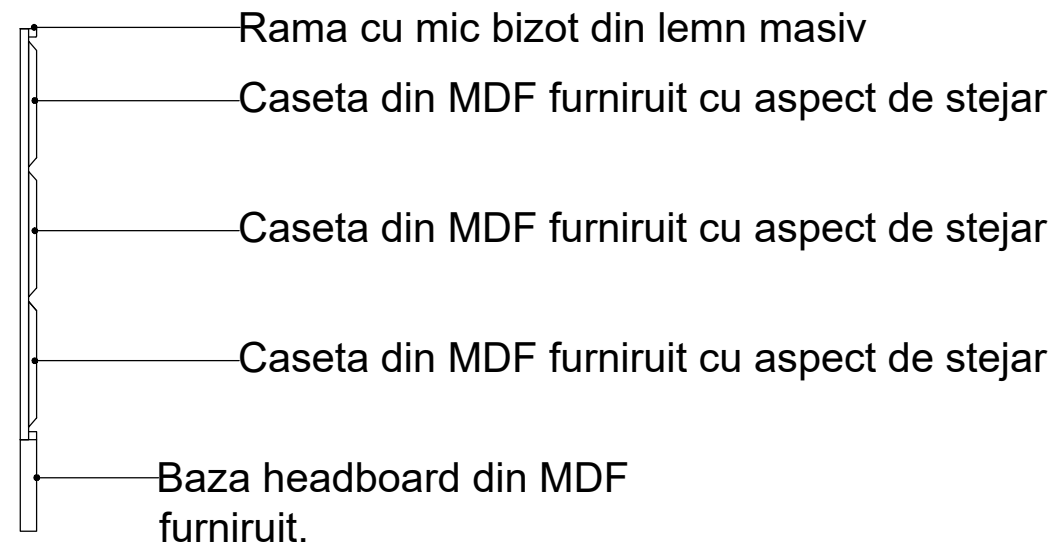 Rama cu mic bizot din lemn masiv
Caseta din MDF furniruit cu aspect de stejar
Caseta din MDF furniruit cu aspect de stejar
Caseta din MDF furniruit cu aspect de stejar
Baza headboard din MDF
furniruit.